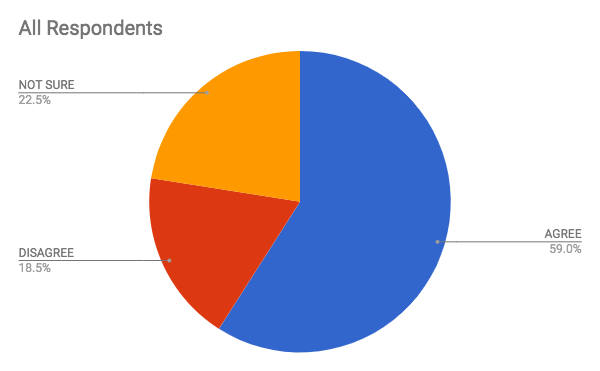 All Respondents
NOT SURE
22.5%
DISAGREE
18.5%
AGREE
59.0%